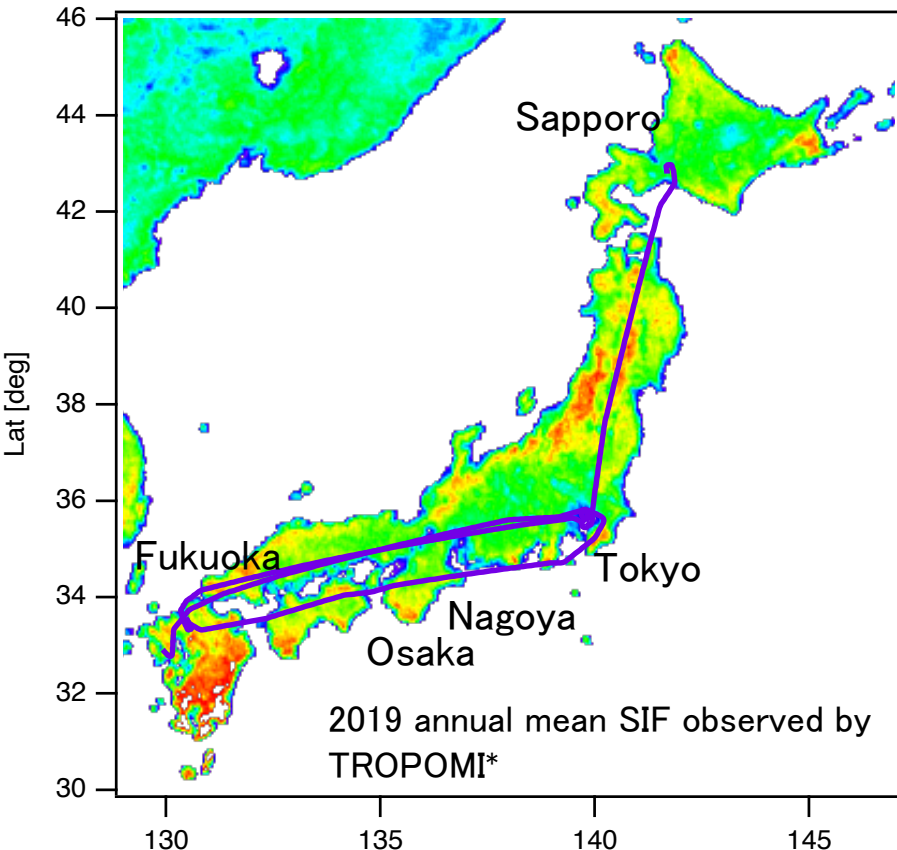 46
44
42
40
38
36
34
32
30
Lat [deg]
Sapporo
Fukuoka
Tokyo
Nagoya
Osaka
2019 annual mean SIF observed by
TROPOMI*
130
135
140
145